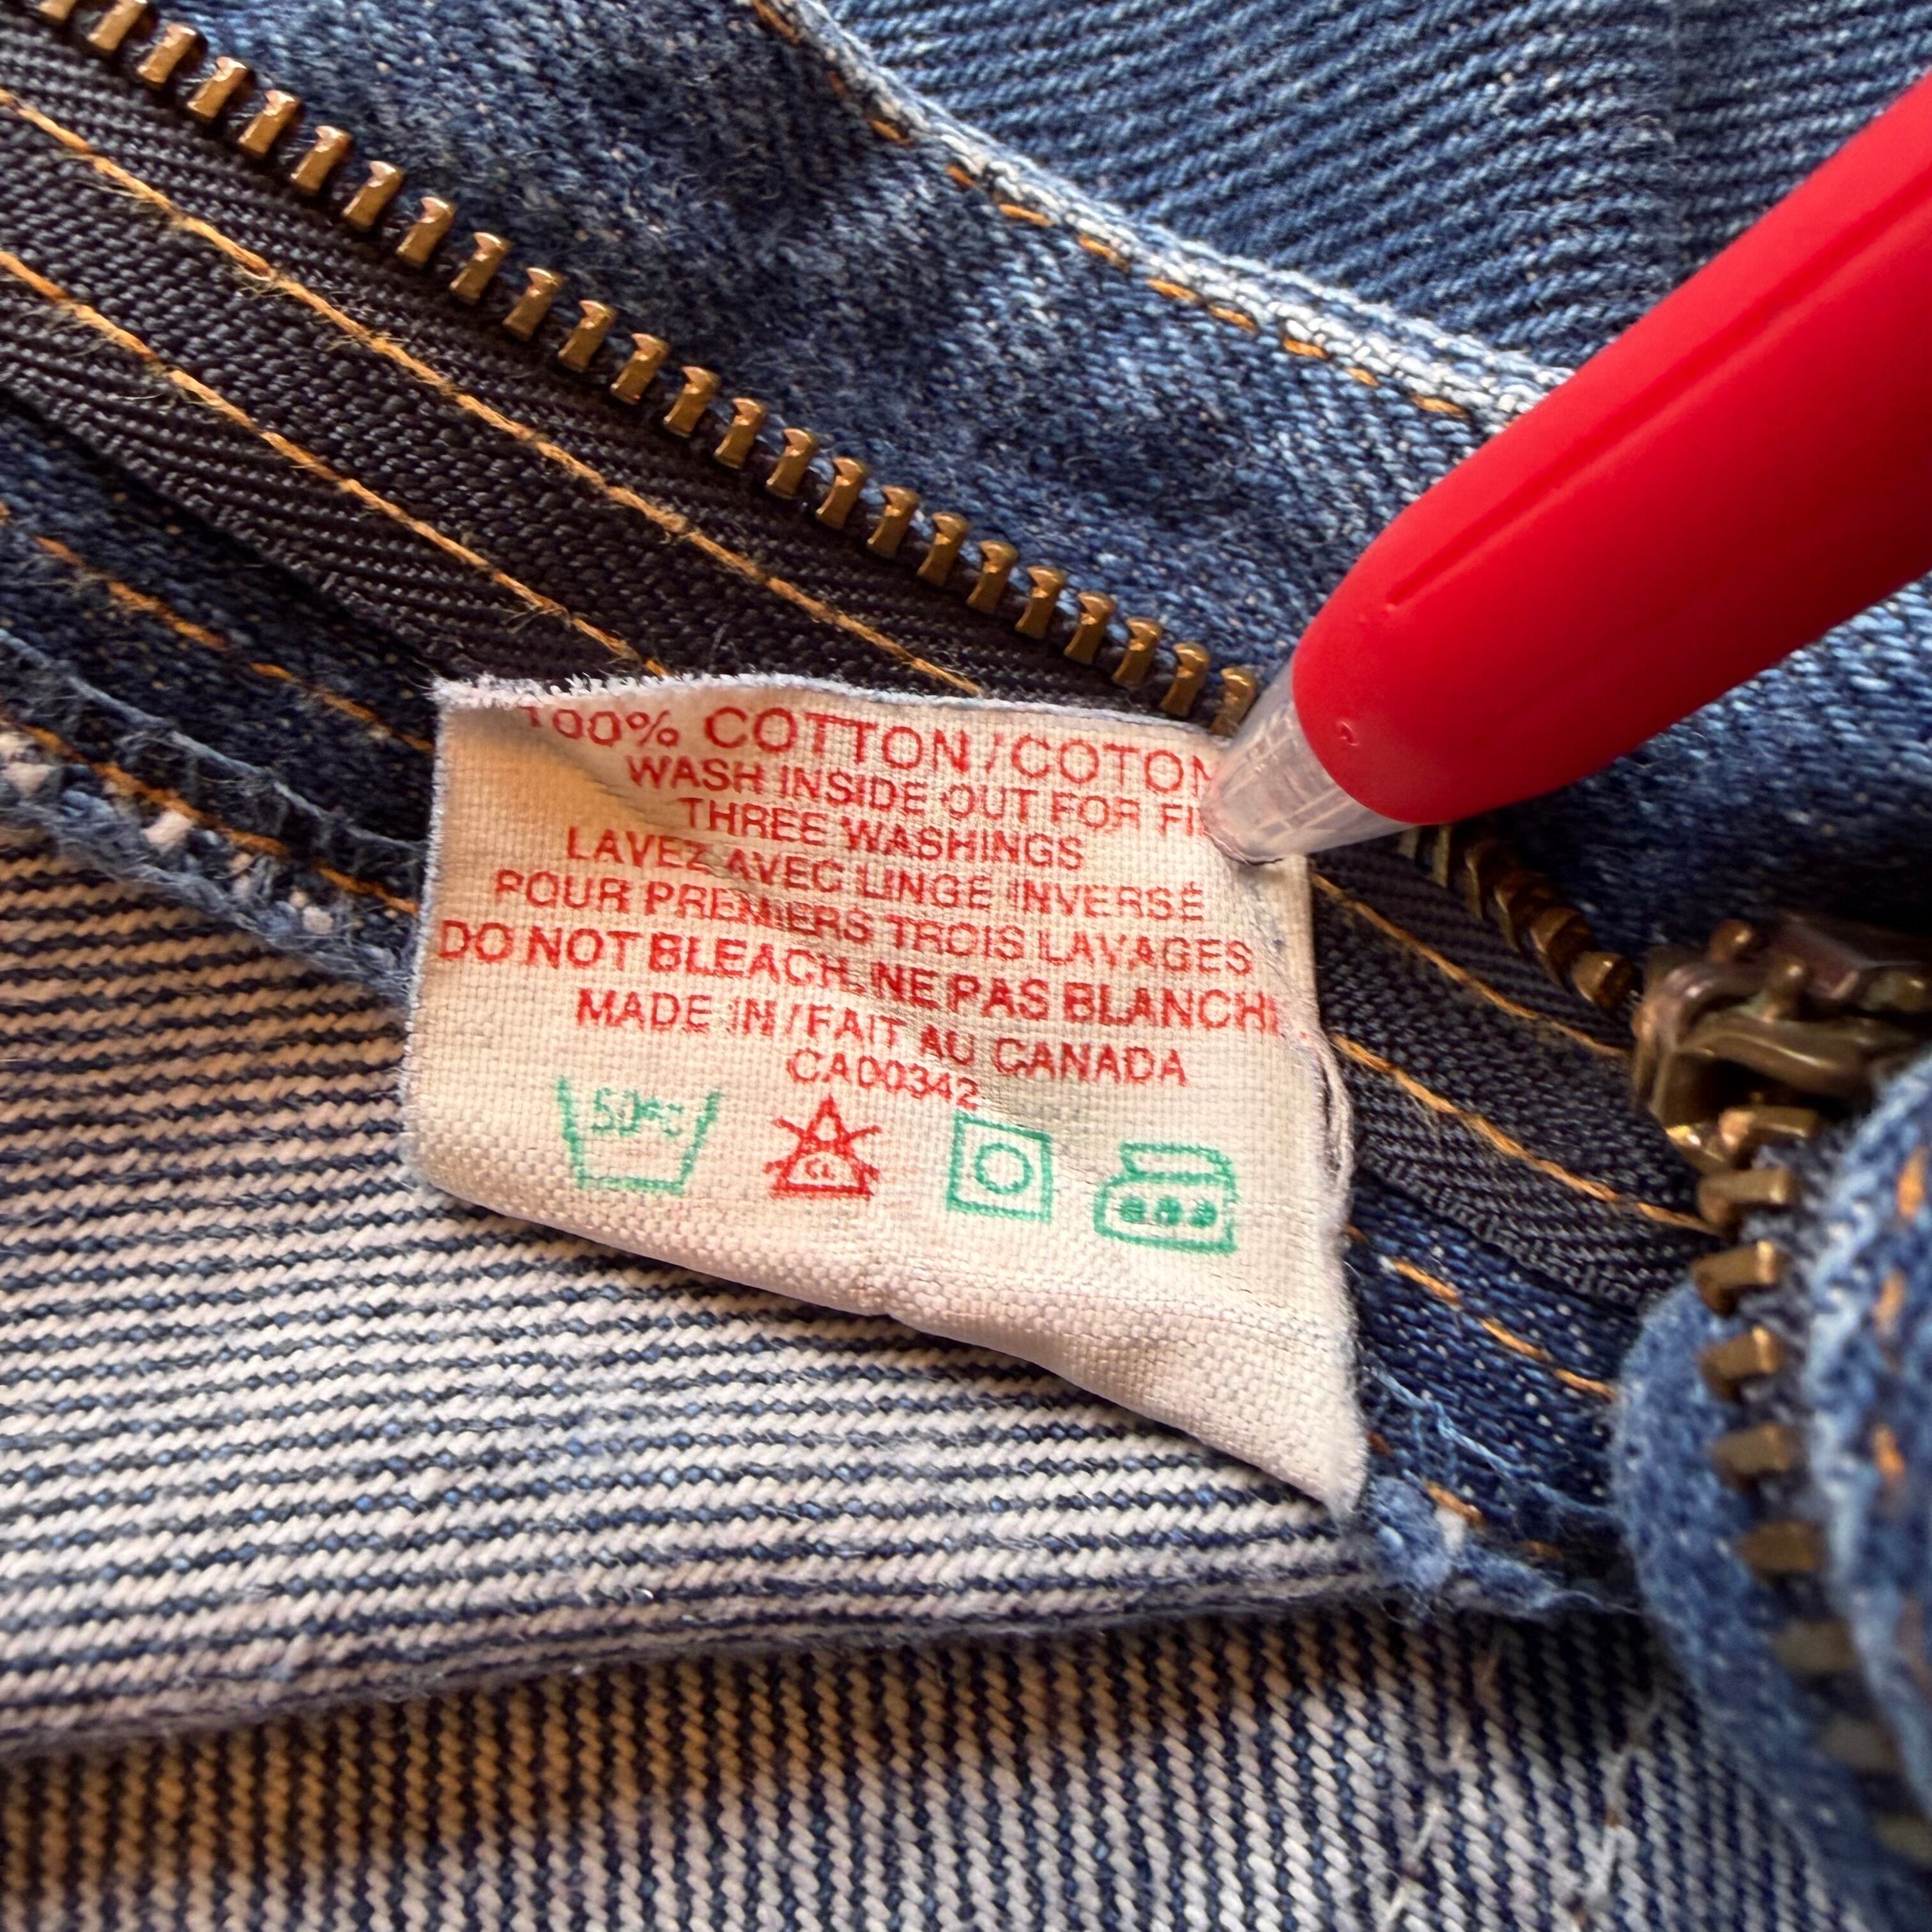 100% COTTON/COTON
WASH INSIDE OUT FOR
THREE WASHINGS
LAVEZ AVEC LINGE INVERSÉ
POUR PREMIERS TROIS LAVAGES
DO NOT BLEACH. NE PAS BLANCHI
MADE IN/FAIT AU CANADA
CA00342
50°C CL